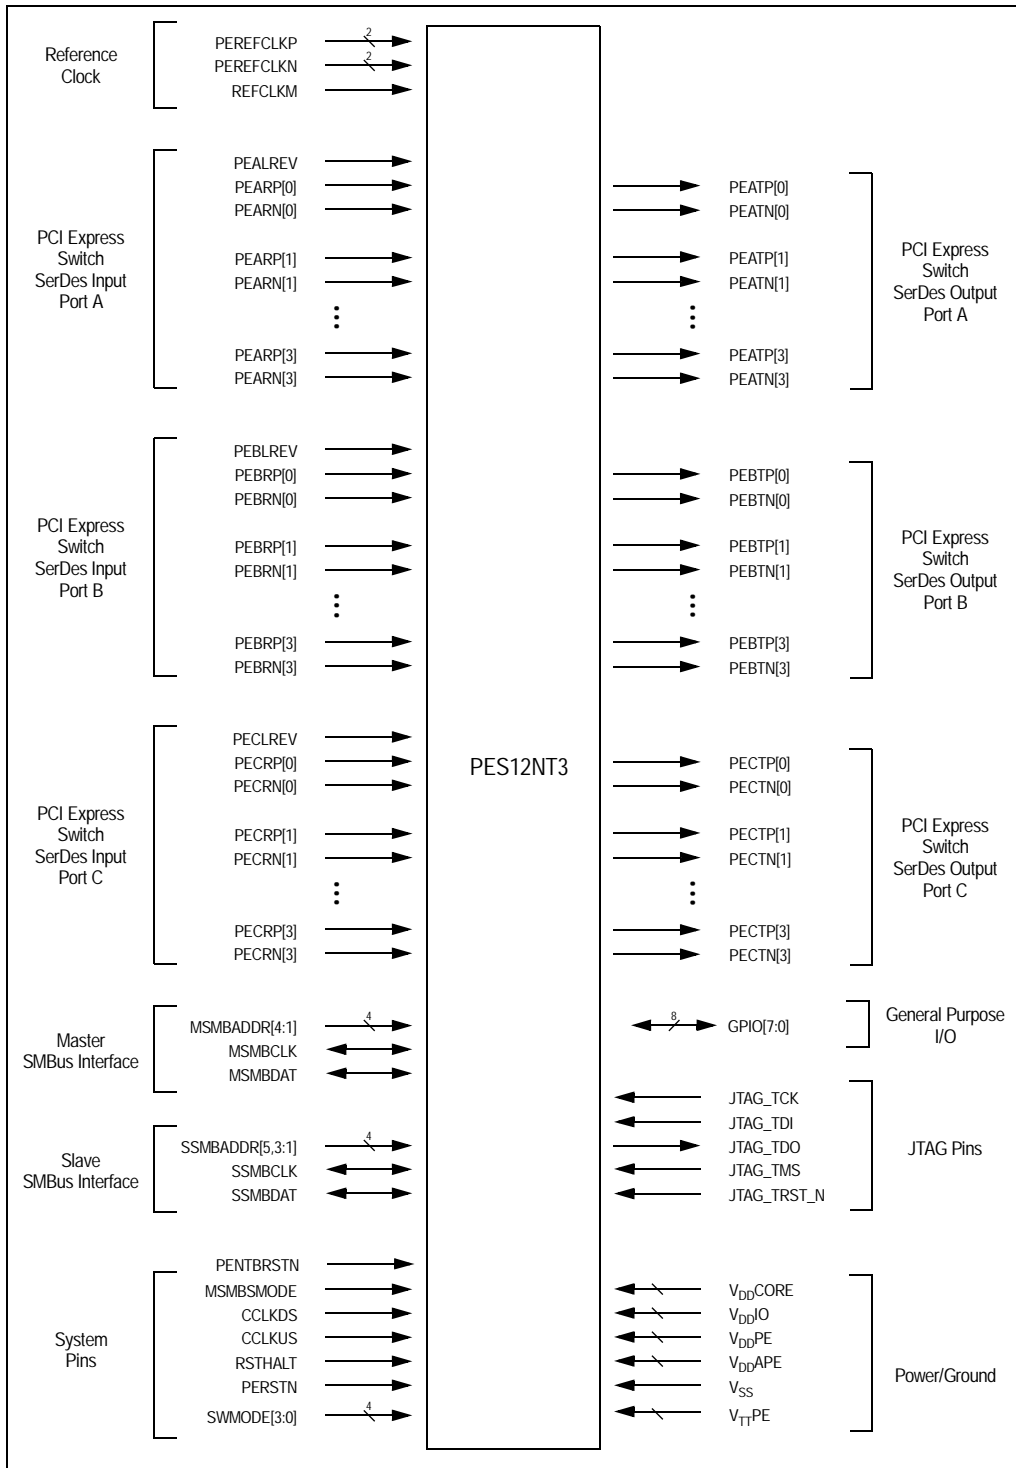 Reference
Clock
PEREFCLKP
2
PEREFCLKN
2
REFCLKM
PCI Express
Switch
SerDes Input
Port A
PEALREV
PEARP[0]
PEARN[0]
PEARP[1]
PEARN[1]
PEARP[3]
PEARN[3]
PCI Express
Switch
SerDes Input
Port B
PEBLREV
PEBRP[0]
PEBRN[0]
PEBRP[1]
PEBRN[1]
PEBRP[3]
PEBRN[3]
PCI Express
Switch
SerDes Input
Port C
PECLREV
PECRP[0]
PECRN[0]
PECRP[1]
PECRN[1]
PECRP[3]
PECRN[3]
Master
SMBus Interface
MSMBADDR[4:1]
4
MSMBCLK
MSMBDAT
Slave
SMBus Interface
SSMBADDR[5,3:1]
4
SSMBCLK
SSMBDAT
System
Pins
PENTBRSTN
MSMBSMODE
CCLKDS
CCLKUS
RSTHALT
PERSTN
SWMODE[3:0]
4
PES12NT3
PEATP[0]
PEATN[0]
PEATP[1]
PEATN[1]
PEATP[3]
PEATN[3]
PCI Express
Switch
SerDes Output
Port A
PEBTP[0]
PEBTN[0]
PEBTP[1]
PEBTN[1]
PEBTP[3]
PEBTN[3]
PCI Express
Switch
SerDes Output
Port B
PECTP[0]
PECTN[0]
PECTP[1]
PECTN[1]
PECTP[3]
PECTN[3]
PCI Express
Switch
SerDes Output
Port C
8
GPIO[7:0]
General Purpose
I/O
JTAG_TCK
JTAG_TDI
JTAG_TDO
JTAG_TMS
JTAG_TRST_N
JTAG Pins
VDDCORE
VDDIO
VDDPE
VDDAPE
VSS
VTTPE
Power/Ground